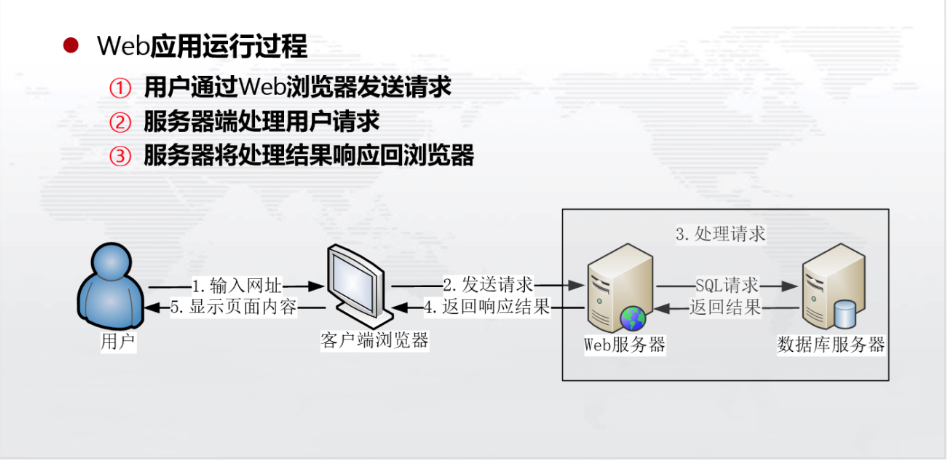 ● Web应用运行过程
① 用户通过Web浏览器发送请求
② 服务器端处理用户请求
③ 服务器将处理结果响应回浏览器
3.处理请求
1.输入网址
2.发送请求
SQL请求
5.显示页面内容
4.返回响应结果
返回结果
用户
客户端浏览器
Web服务器
数据库服务器